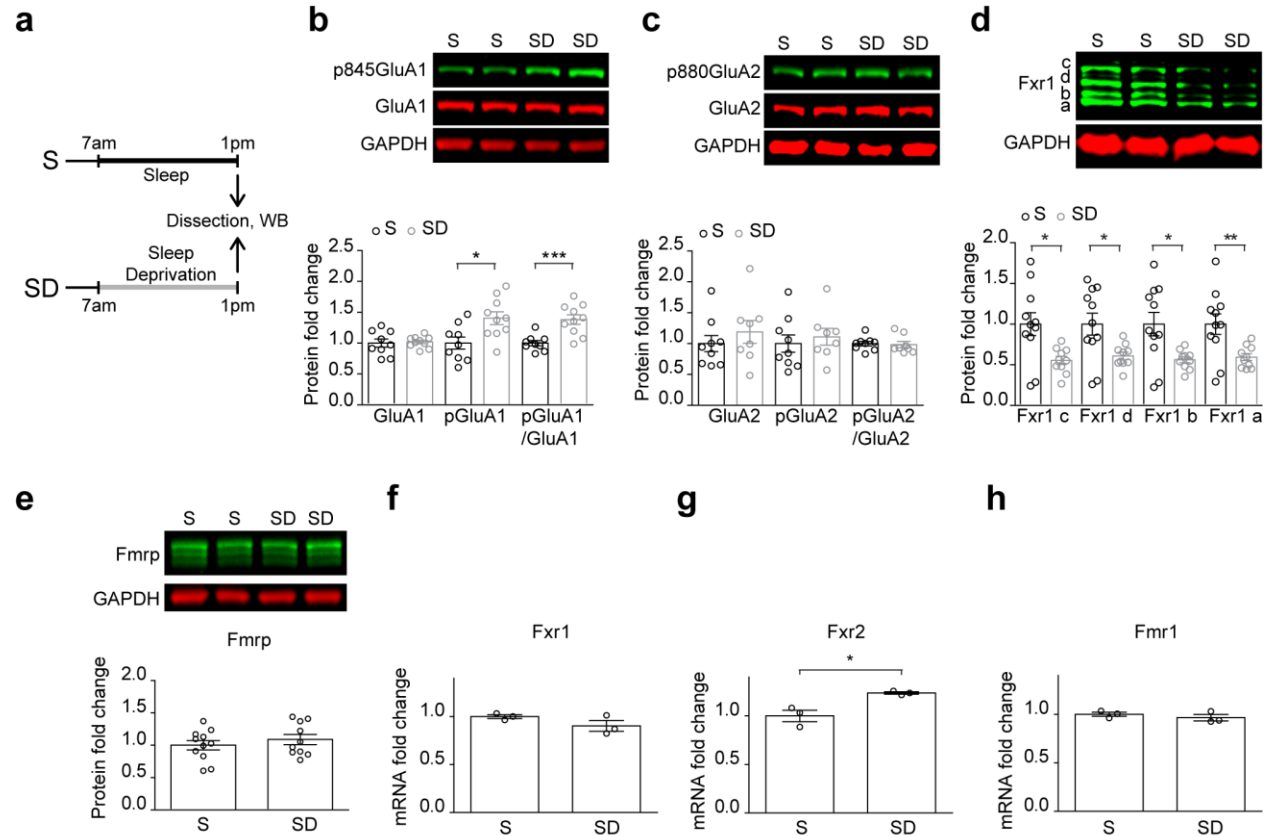 a
7am 1pm
S
Sleep
Dissection, WB
Sleep
Deprivation
SD
7am 1pm
b
S S SD SD
p845GluA1
GluA1
GAPDH
S SD
Protein fold change
2.5
2.0
1.5
1.0
0.5
0.0
* ***
GluA1 pGluA1 pGluA1
/GluA1
c
S S SD SD
p880GluA2
GluA2
GAPDH
S SD
Protein fold change
2.5
2.0
1.5
1.0
0.5
0.0
GluA2 pGluA2 pGluA2
/GluA2
d
S S SD SD
Fxr1
c
d
b
a
GAPDH
S SD
Protein fold change
2.0
1.5
1.0
0.5
0.0
* * * **
Fxr1 c Fxr1 d Fxr1 b Fxr1 a
e
S S SD SD
Fmrp
GAPDH
Fmrp
Protein fold change
2.0
1.5
1.0
0.5
0.0
S SD
f
Fxr1
mRNA fold change
1.0
0.5
0.0
S SD
g
Fxr2
*
mRNA fold change
1.0
0.5
0.0
S SD
h
Fmr1
mRNA fold change
1.0
0.5
0.0
S SD